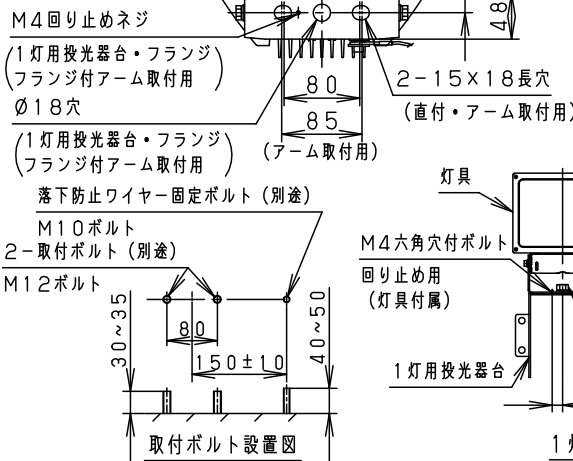 M4回り止めネジ
(1灯用投光器台・フランジ
フランジ付アーム取付用)
Ø18穴
(1灯用投光器台・フランジ
フランジ付アーム取付用)
80
85
(アーム取付用)
48
2-15×18長穴
(直付・アーム取付用)
落下防止ワイヤー固定ボルト(別途)
M10ボルト
2-取付ボルト(別途)
M12ボルト
80
150±10
30~35
40~50
取付ボルト設置図
灯具
M4六角穴付ボルト
回り止め用
(灯具付属)
1灯用投光器台